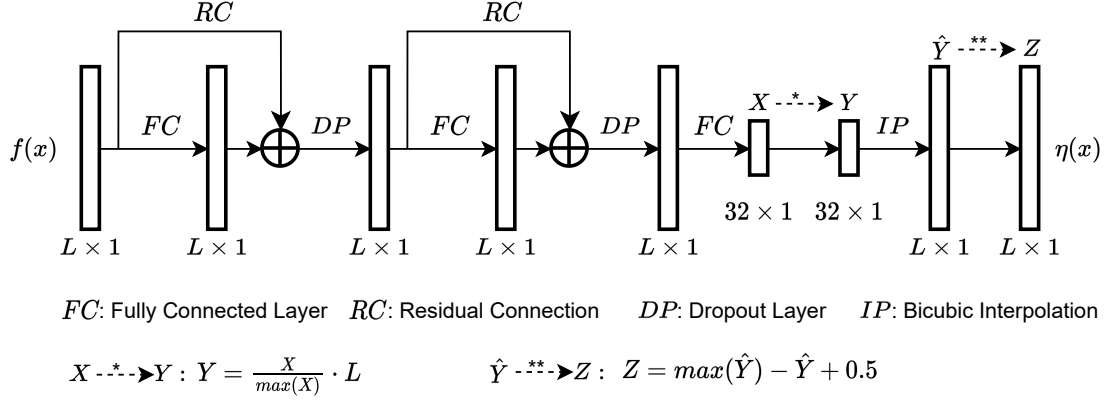 RC RC
Ŷ --**--> Z
X --*--> Y
f(x) FC DP FC DP FC IP η(x)
32 × 1 32 × 1
L × 1 L × 1 L × 1 L × 1 L × 1 L × 1 L × 1
FC: Fully Connected Layer RC: Residual Connection DP: Dropout Layer IP: Bicubic Interpolation
X --*--> Y : Y = X / max(X) · L Ŷ --**--> Z : Z = max(Ŷ) − Ŷ + 0.5